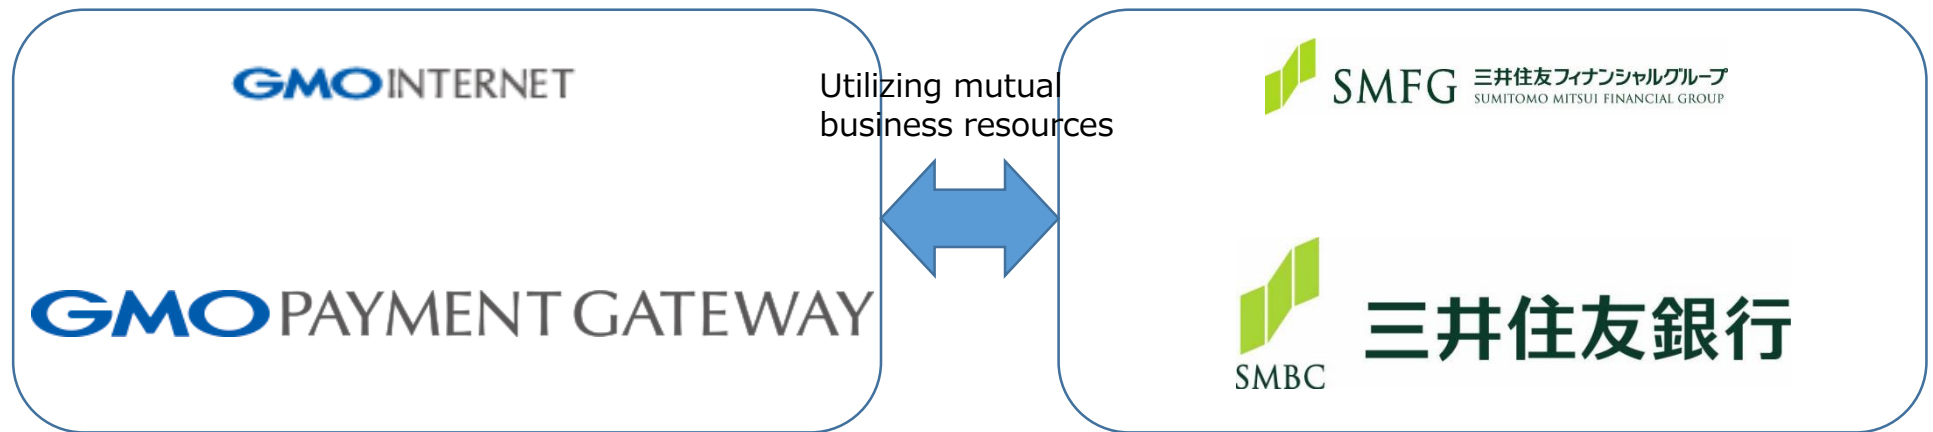 GMO INTERNET
GMO PAYMENT GATEWAY
Utilizing mutual
business resources
SMFG 三井住友フィナンシャルグループ
SUMITOMO MITSUI FINANCIAL GROUP
SMBC 三井住友銀行